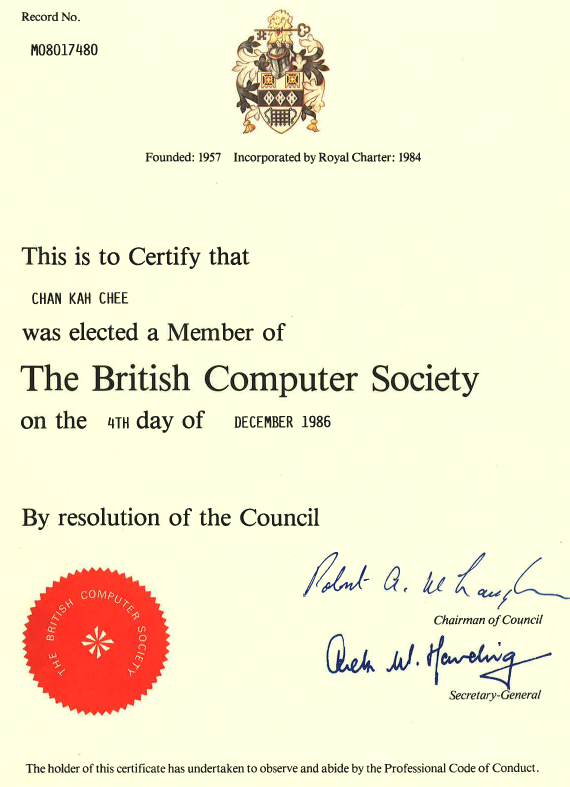 Record No.
M08017480
Founded: 1957 Incorporated by Royal Charter: 1984
This is to Certify that
CHAN KAH CHEE
was elected a Member of
The British Computer Society
on the 4TH day of DECEMBER 1986
By resolution of the Council
THE BRITISH COMPUTER SOCIETY
Robert A. McLaughlin
Chairman of Council
W. Harding
Secretary-General
The holder of this certificate has undertaken to observe and abide by the Professional Code of Conduct.